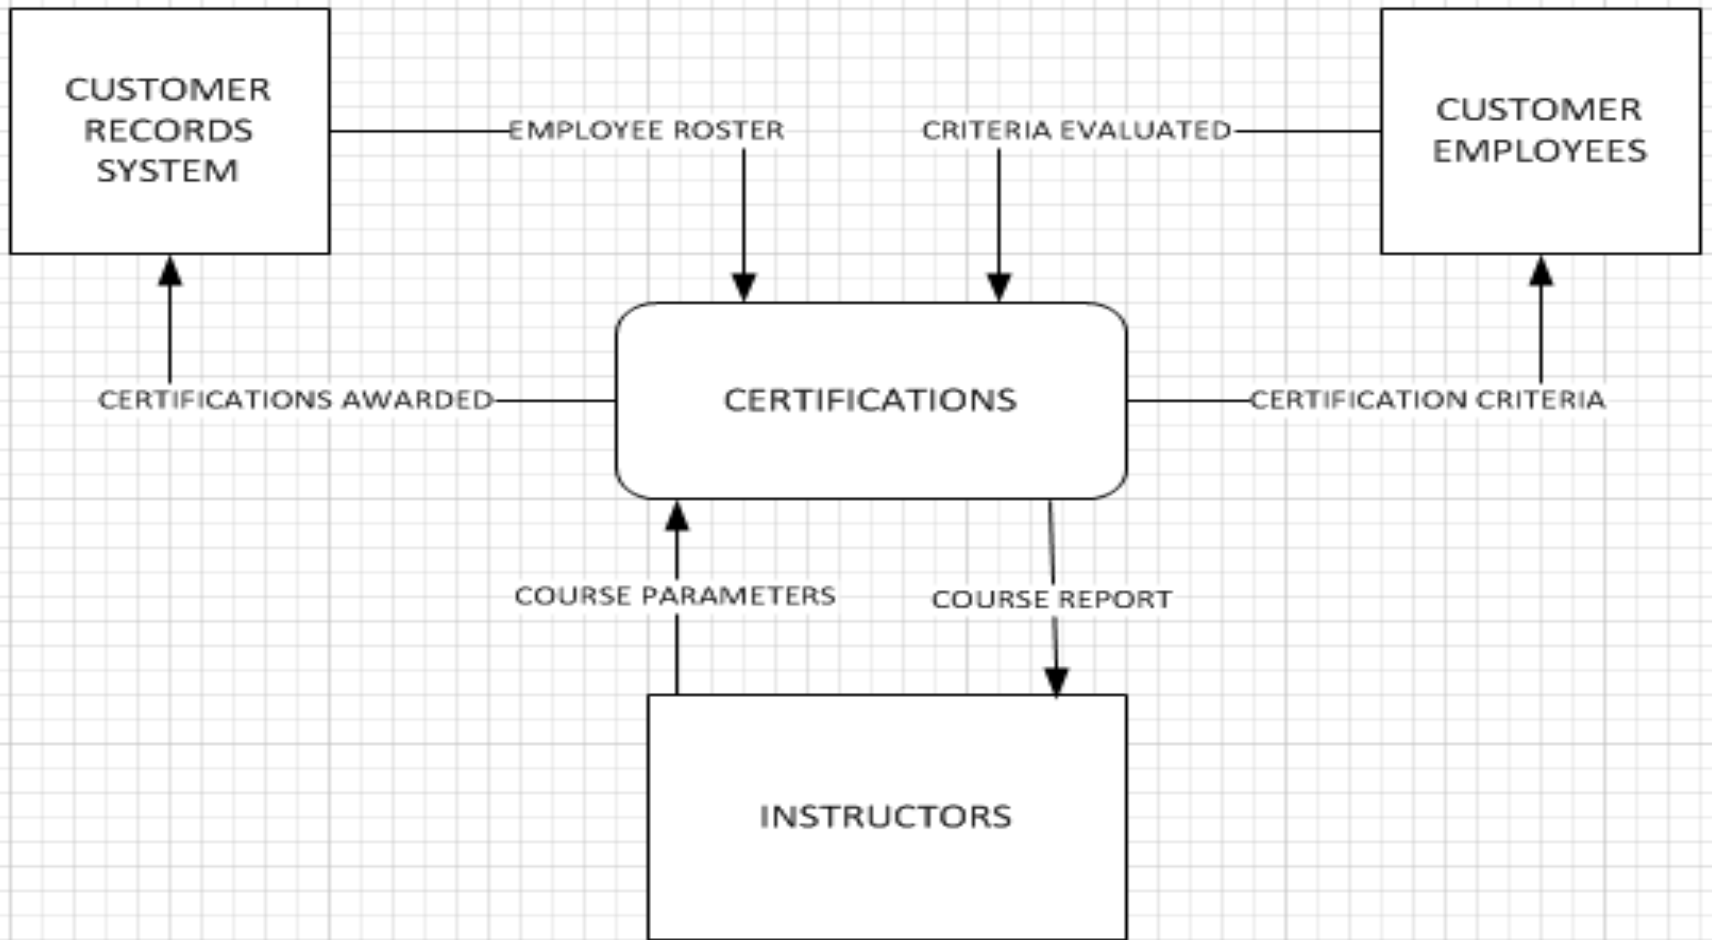 CUSTOMER
RECORDS
SYSTEM
EMPLOYEE ROSTER
CRITERIA EVALUATED
CUSTOMER
EMPLOYEES
CERTIFICATIONS AWARDED
CERTIFICATIONS
CERTIFICATION CRITERIA
COURSE PARAMETERS
COURSE REPORT
INSTRUCTORS